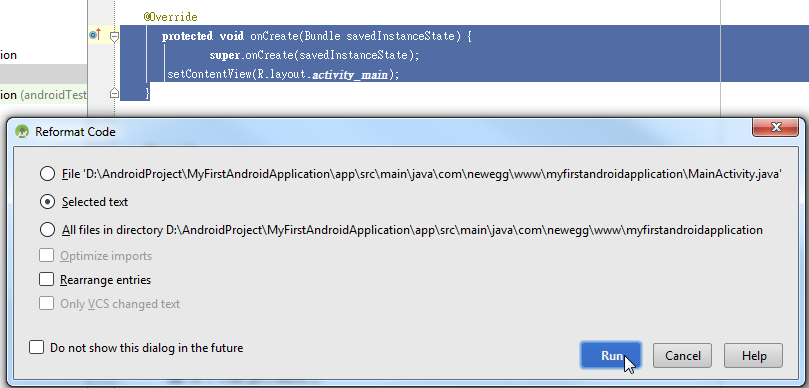 @Override
protected void onCreate(Bundle savedInstanceState) {
super.onCreate(savedInstanceState);
ion
setContentView(R.layout.activity_main);
ion (androidTest
}
Reformat Code
File 'D:\AndroidProject\MyFirstAndroidApplication\app\src\main\java\com\newegg\www\myfirstandroidapplication\MainActivity.java'
Selected text
All files in directory D:\AndroidProject\MyFirstAndroidApplication\app\src\main\java\com\newegg\www\myfirstandroidapplication
Optimize imports
Rearrange entries
Only VCS changed text
Do not show this dialog in the future
Run
Cancel
Help